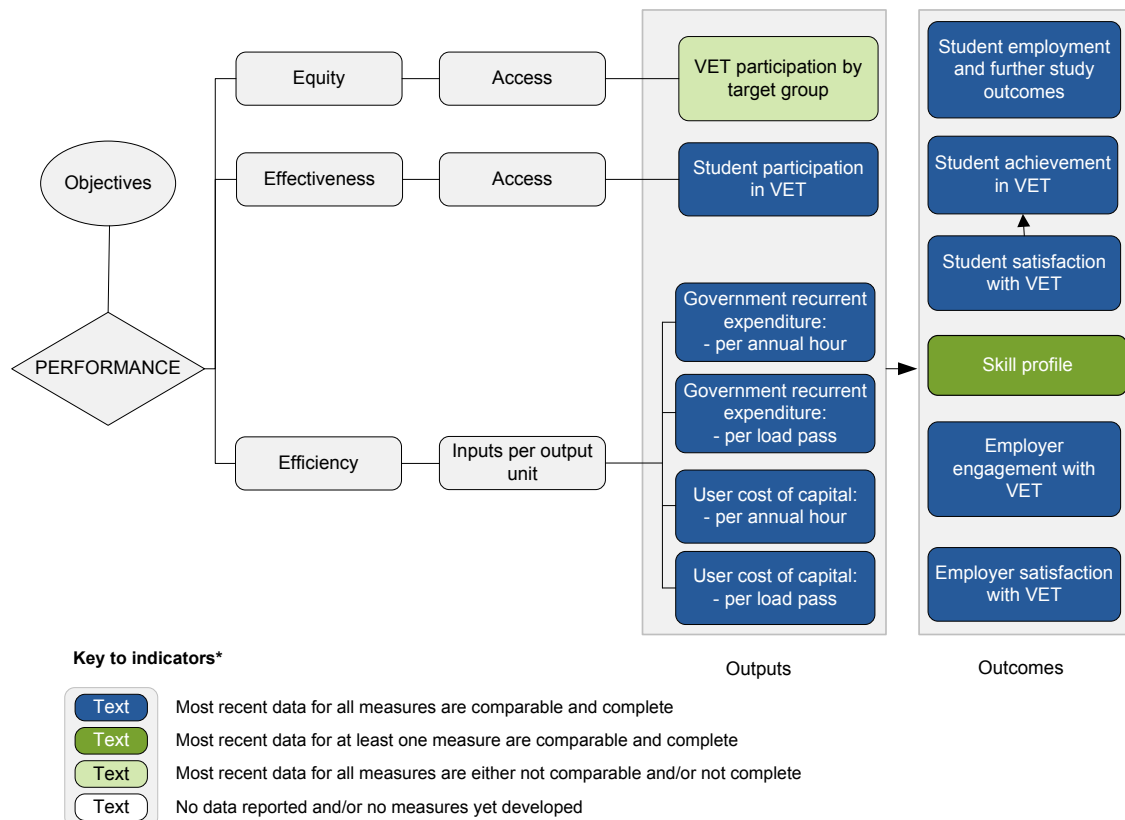 Objectives
PERFORMANCE
Equity
Access
VET participation by
target group
Effectiveness
Access
Student participation
in VET
Efficiency
Inputs per output
unit
Government recurrent
expenditure:
- per annual hour
Government recurrent
expenditure:
- per load pass
User cost of capital:
- per annual hour
User cost of capital:
- per load pass
Outputs
Student employment
and further study
outcomes
Student achievement
in VET
Student satisfaction
with VET
Skill profile
Employer
engagement with
VET
Employer satisfaction
with VET
Outcomes
Key to indicators*
Text Most recent data for all measures are comparable and complete
Text Most recent data for at least one measure are comparable and complete
Text Most recent data for all measures are either not comparable and/or not complete
Text No data reported and/or no measures yet developed